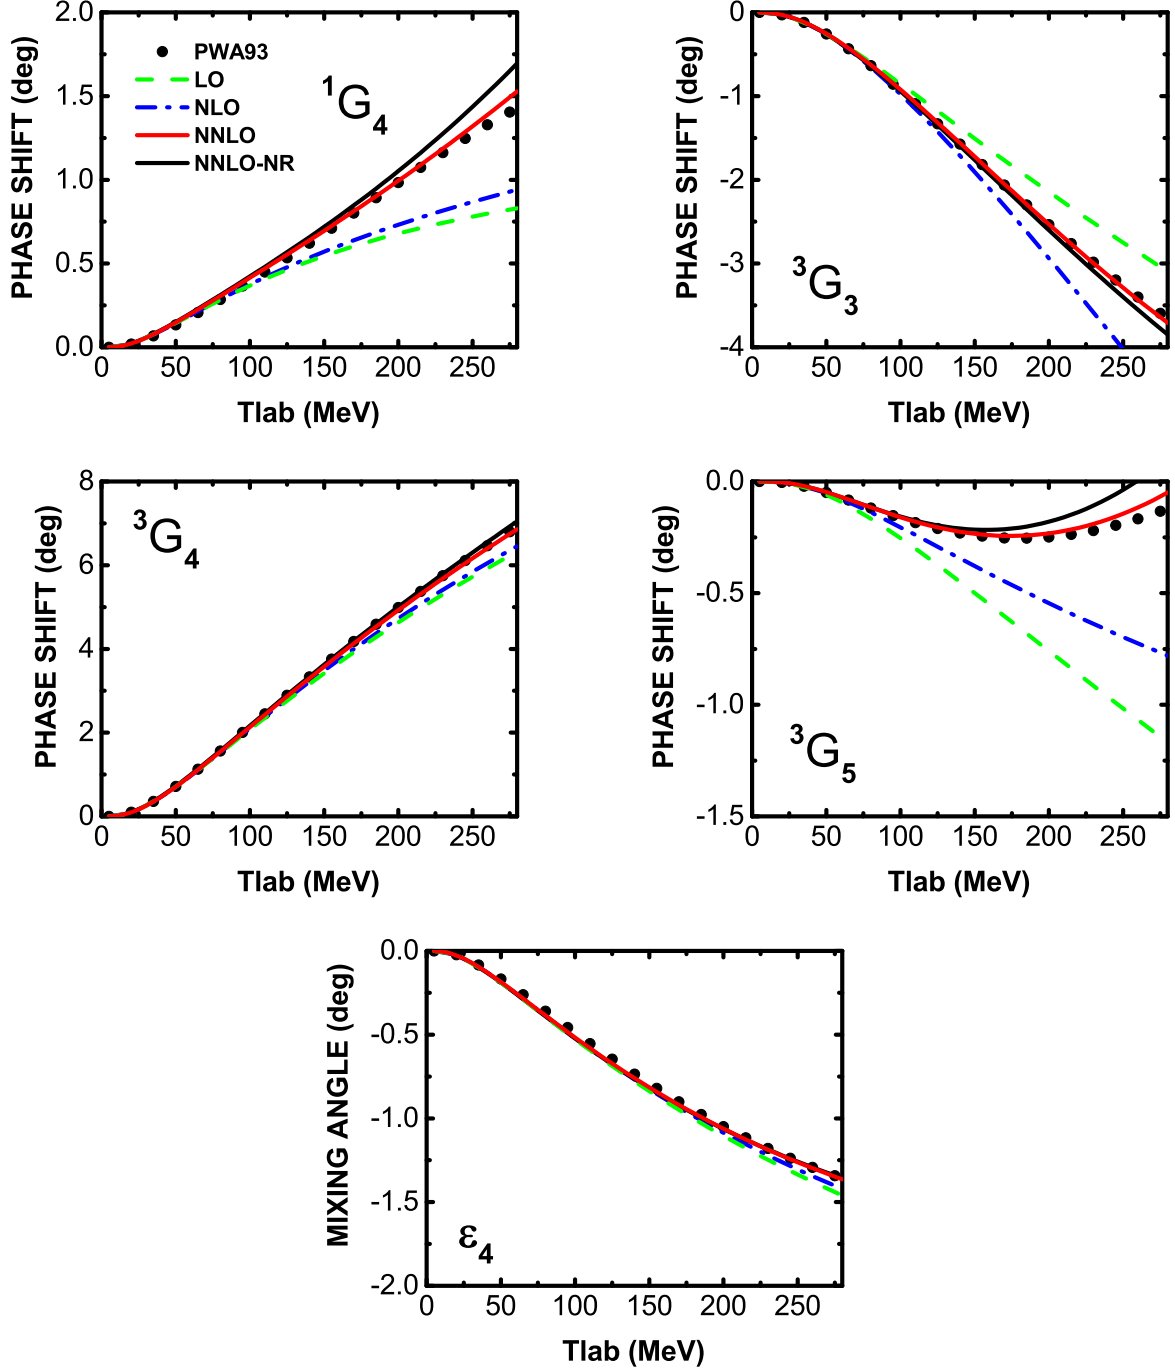 PHASE SHIFT (deg)
2.0
1.5
1.0
0.5
0.0
PWA93
LO
NLO
NNLO
NNLO-NR
¹G₄
0 50 100 150 200 250
Tlab (MeV)
PHASE SHIFT (deg)
0
-1
-2
-3
-4
³G₃
0 50 100 150 200 250
Tlab (MeV)
PHASE SHIFT (deg)
8
6
4
2
0
³G₄
0 50 100 150 200 250
Tlab (MeV)
PHASE SHIFT (deg)
0.0
-0.5
-1.0
-1.5
³G₅
0 50 100 150 200 250
Tlab (MeV)
MIXING ANGLE (deg)
0.0
-0.5
-1.0
-1.5
-2.0
ε₄
0 50 100 150 200 250
Tlab (MeV)